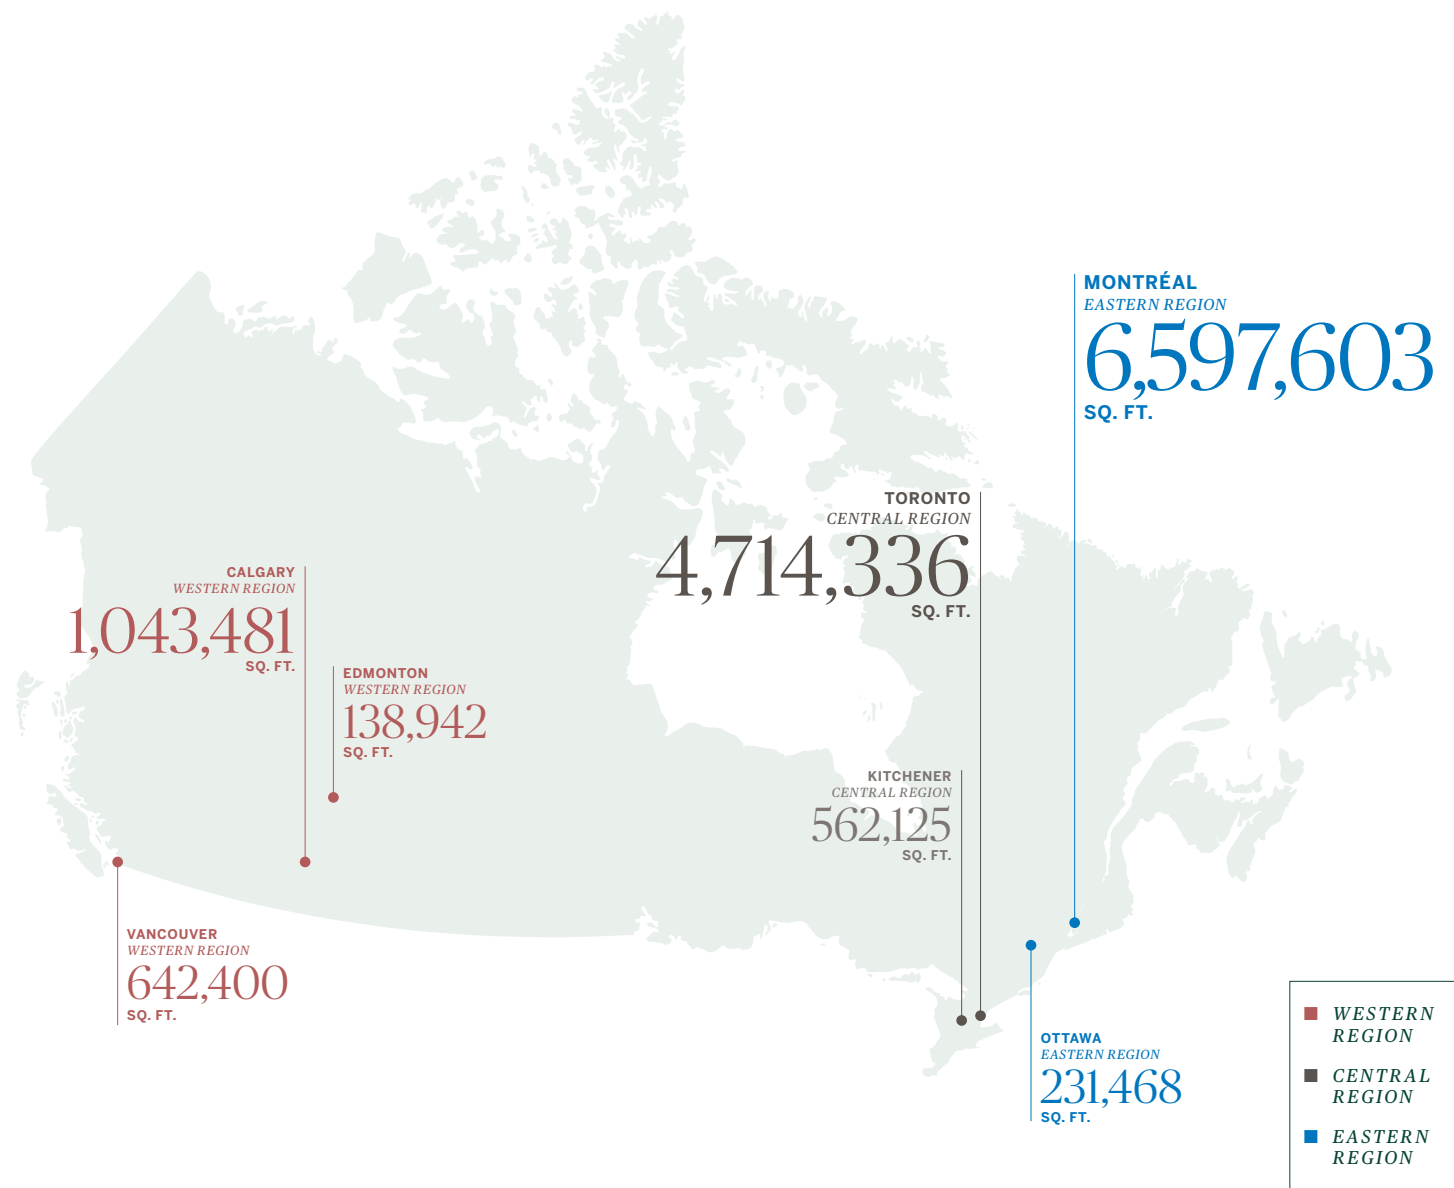 MONTRÉAL
EASTERN REGION
6,597,603
SQ. FT.
TORONTO
CENTRAL REGION
4,714,336
SQ. FT.
CALGARY
WESTERN REGION
1,043,481
SQ. FT.
EDMONTON
WESTERN REGION
138,942
SQ. FT.
KITCHENER
CENTRAL REGION
562,125
SQ. FT.
VANCOUVER
WESTERN REGION
642,400
SQ. FT.
OTTAWA
EASTERN REGION
231,468
SQ. FT.
WESTERN
REGION
CENTRAL
REGION
EASTERN
REGION